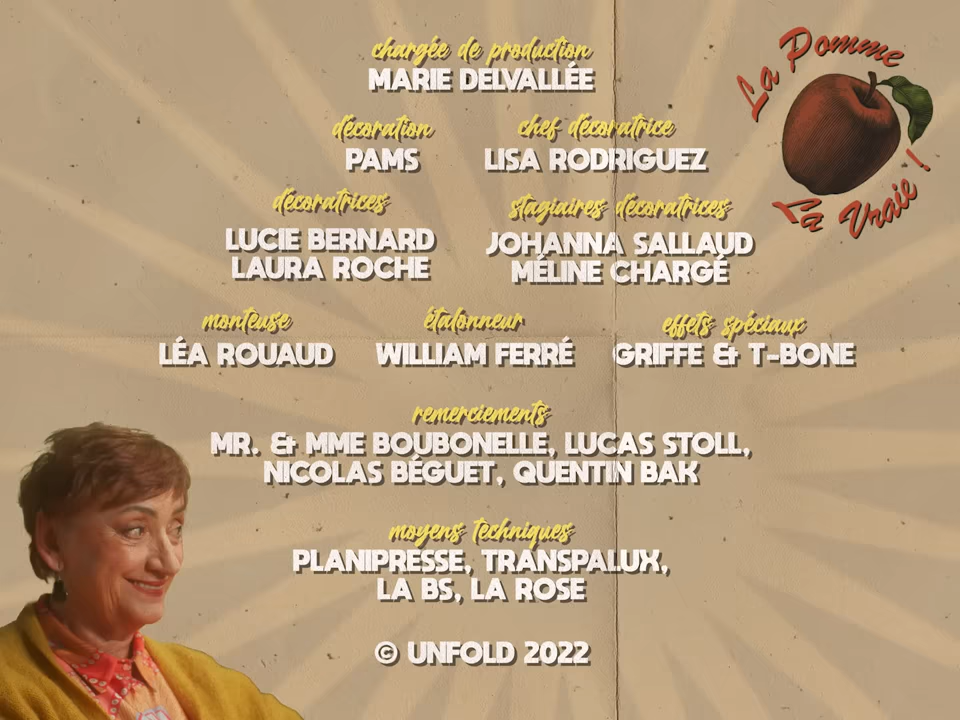 chargée de production
MARIE DELVALLÉE
La Pomme
la Vraie !
décoration
PAMS
chef décoratrice
LISA RODRIGUEZ
décoratrices
LUCIE BERNARD
LAURA ROCHE
stagiaires décoratrices
JOHANNA SALLAUD
MÉLINE CHARGÉ
monteuse
LÉA ROUAUD
étalonneur
WILLIAM FERRÉ
effets spéciaux
GRIFFE & T-BONE
remerciements
MR. & MME BOUBONELLE, LUCAS STOLL,
NICOLAS BÉGUET, QUENTIN BAK
moyens techniques
PLANIPRESSE, TRANSPALUX,
LA BS, LA ROSE
© UNFOLD 2022